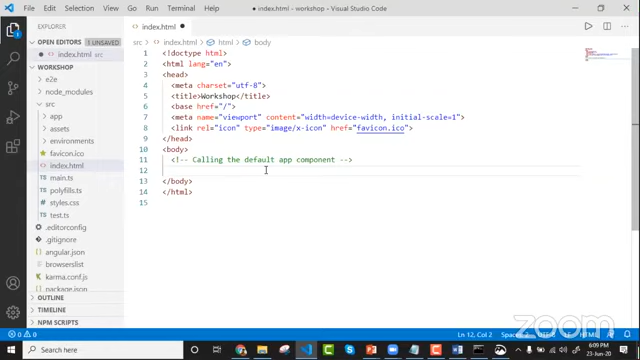 File Edit Selection View Go Run Terminal Help
● index.html - workshop - Visual Studio Code
EXPLORER
index.html ●
OPEN EDITORS 1 UNSAVED
● <> index.html src
WORKSHOP
e2e
node_modules
src
app
assets
environments
favicon.ico
index.html
main.ts
polyfills.ts
styles.css
test.ts
.editorconfig
.gitignore
angular.json
browserslist
karma.conf.js
package.json
OUTLINE
TIMELINE
NPM SCRIPTS
src > index.html > html > body
1 <!doctype html>
2 <html lang="en">
3 <head>
4 <meta charset="utf-8">
5 <title>Workshop</title>
6 <base href="/">
7 <meta name="viewport" content="width=device-width, initial-scale=1">
8 <link rel="icon" type="image/x-icon" href="favicon.ico">
9 </head>
10 <body>
11 <!-- Calling the default app component -->
12
13 </body>
14 </html>
15
zoom
0 0
Ln 12, Col 2 Spaces: 2 UTF-8
Type here to search
6:09 PM
23-Jun-20